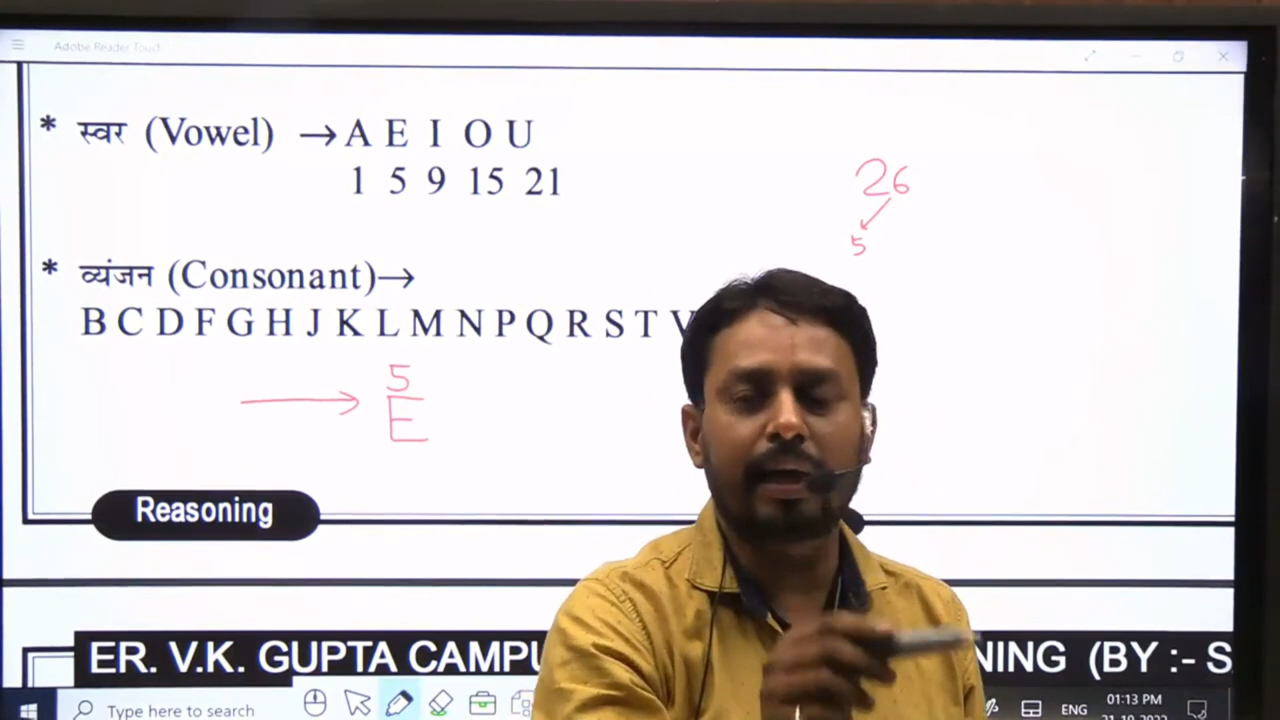 Adobe Reader Touch
* स्वर (Vowel) → A E I O U
1 5 9 15 21
26
5
* व्यंजन (Consonant)→
B C D F G H J K L M N P Q R S T V
5
E
Reasoning
ER. V.K. GUPTA CAMPU NING (BY :- S
Type here to search
ENG
01:13 PM